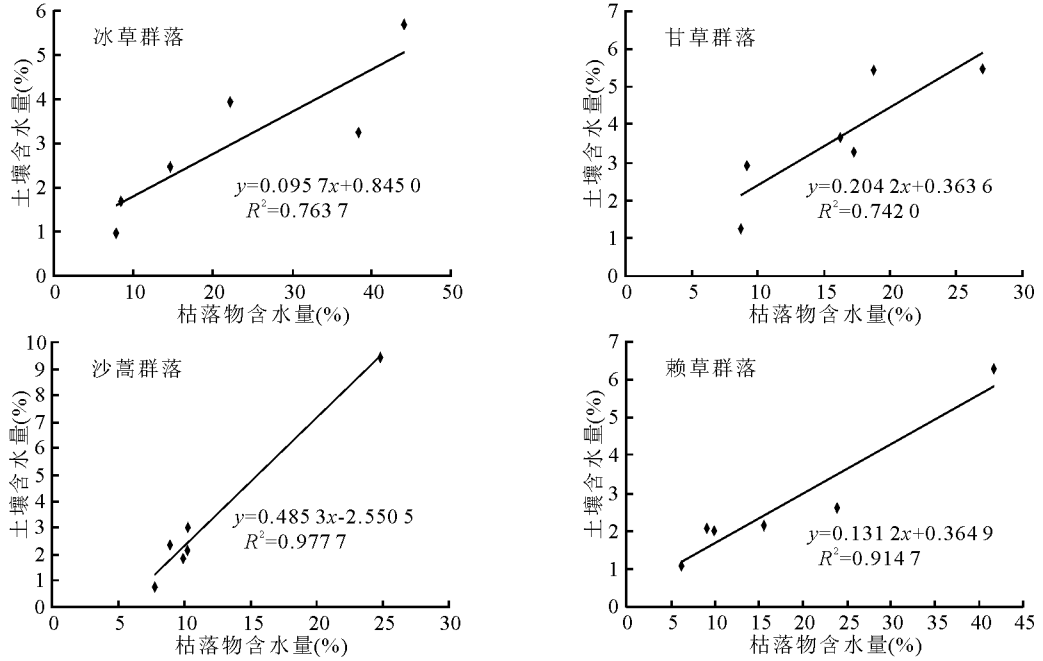 冰草群落
土壤含水量(%)
6
5
4
3
2
1
0
y=0.095 7x+0.845 0
R²=0.763 7
0 10 20 30 40 50
枯落物含水量(%)
甘草群落
土壤含水量(%)
7
6
5
4
3
2
1
0
y=0.204 2x+0.363 6
R²=0.742 0
0 5 10 15 20 25 30
枯落物含水量(%)
沙蒿群落
土壤含水量(%)
10
9
8
7
6
5
4
3
2
1
0
y=0.485 3x-2.550 5
R²=0.977 7
0 5 10 15 20 25 30
枯落物含水量(%)
赖草群落
土壤含水量(%)
7
6
5
4
3
2
1
0
y=0.131 2x+0.364 9
R²=0.914 7
0 5 10 15 20 25 30 35 40 45
枯落物含水量(%)